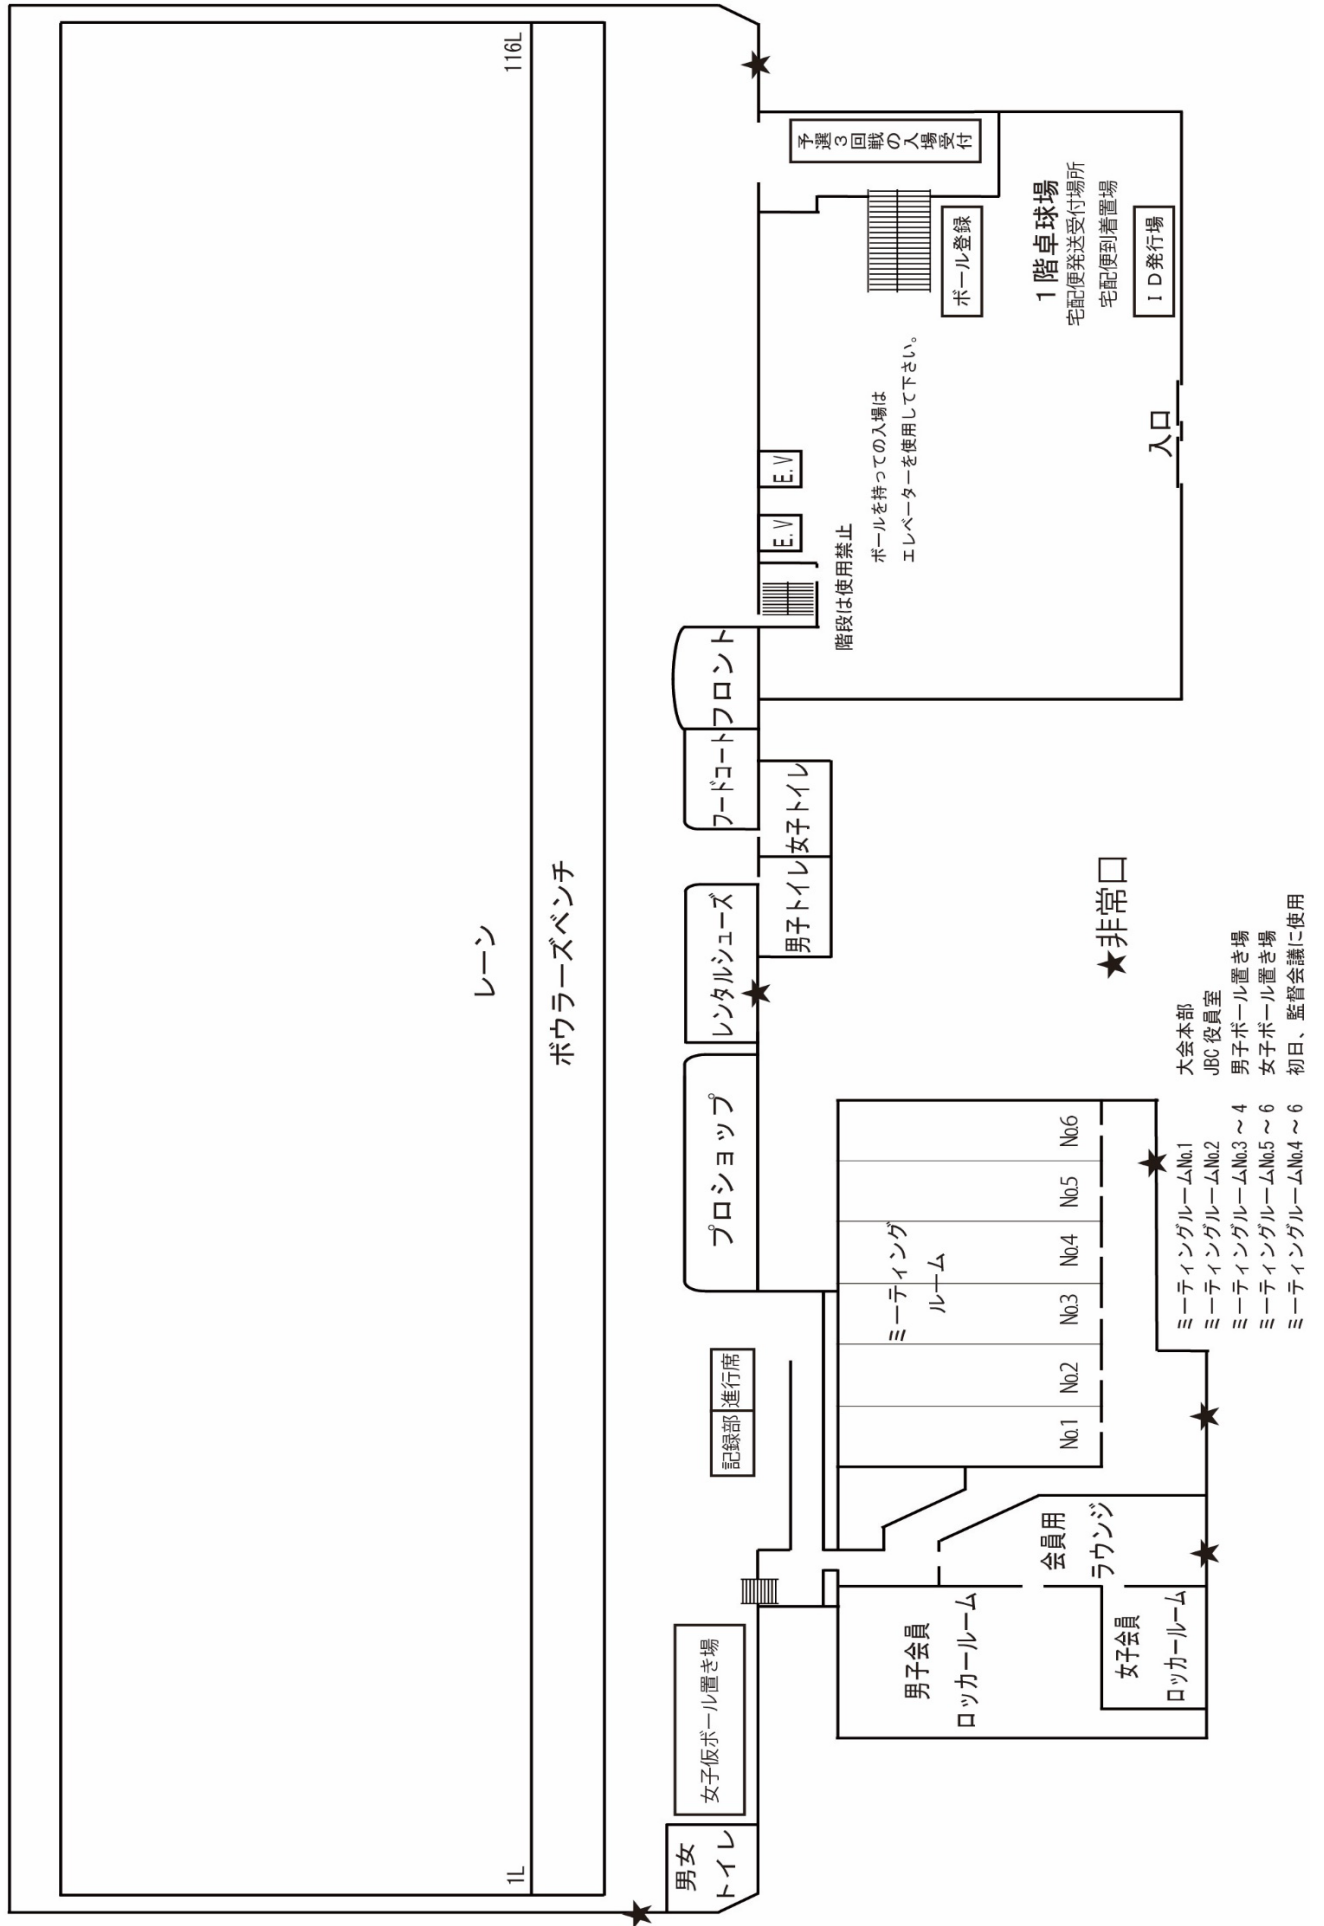 1L
116L
レーン
ボウラーズベンチ
男女
トイレ
女子仮ボール置き場
記録部
進行席
プロショップ
レンタルシューズ
フードコート
フロント
男子トイレ
女子トイレ
E.V
E.V
予選3回戦の入場受付
階段は使用禁止
ボールを持っての入場は
エレベーターを使用して下さい。
ボール登録
1階卓球場
宅配便発送受付場所
宅配便到着置場
ID発行場
入口
男子会員
ロッカールーム
女子会員
ロッカールーム
会員用
ラウンジ
ミーティング
ルーム
No.1
No.2
No.3
No.4
No.5
No.6
★非常口
ミーティングルームNo.1 大会本部
ミーティングルームNo.2 JBC 役員室
ミーティングルームNo.3 ~ 4 男子ボール置き場
ミーティングルームNo.5 ~ 6 女子ボール置き場
ミーティングルームNo.4 ~ 6 初日、監督会議に使用